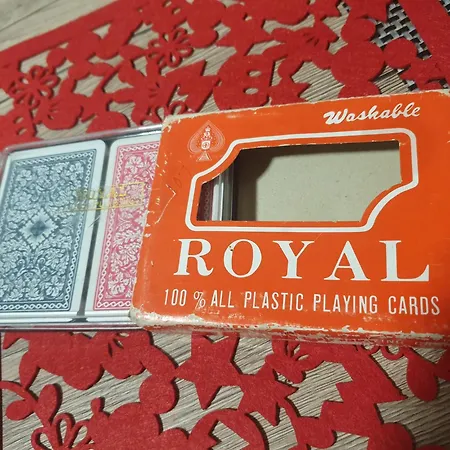 Washable
ROYAL
100 % ALL PLASTIC PLAYING CARDS